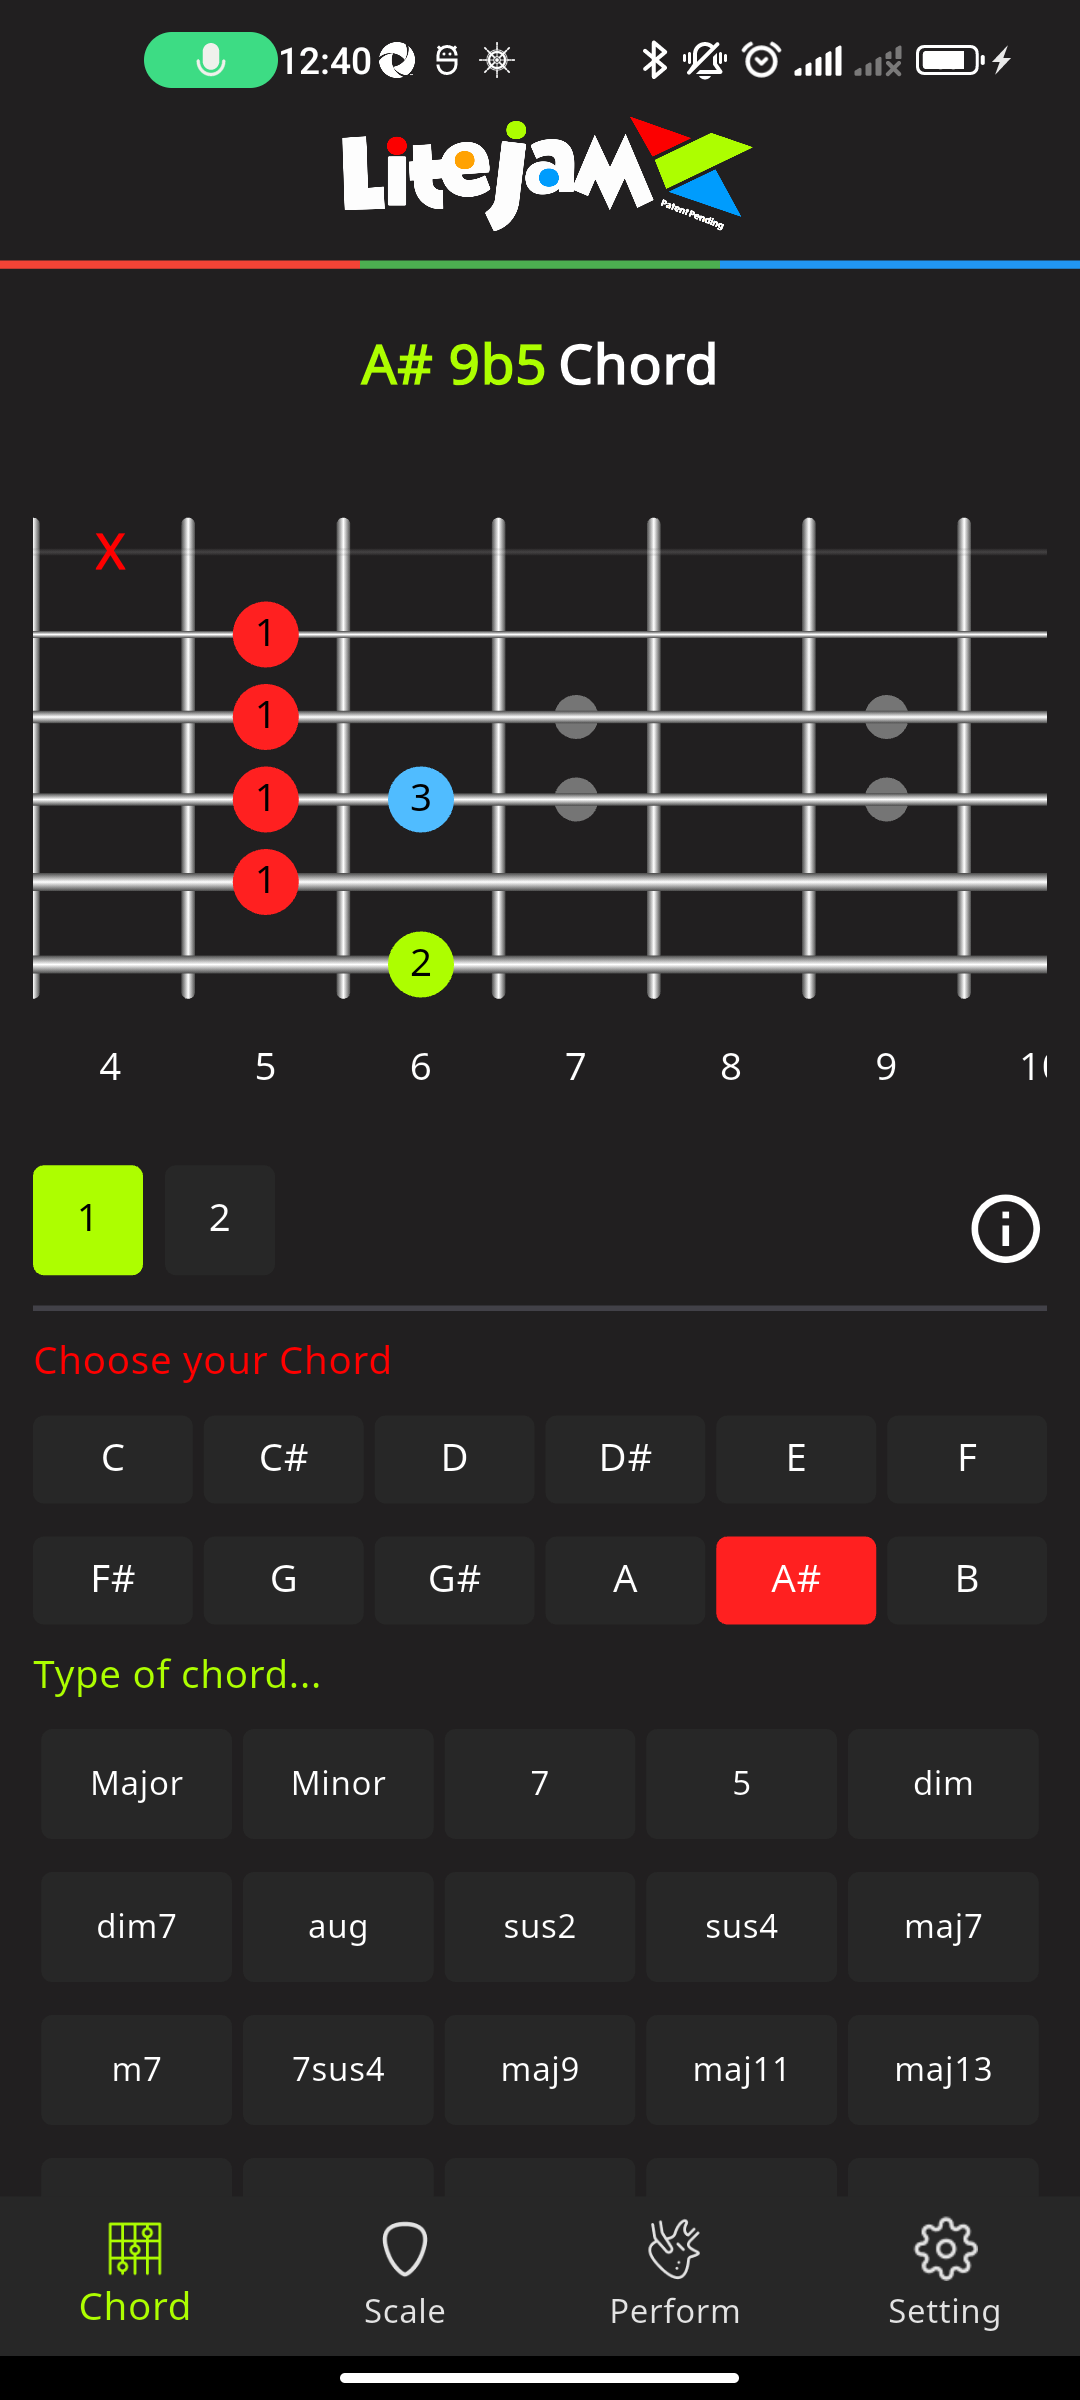 12:40
Litejam
Patent Pending
A# 9b5 Chord
X
1
1
1 3
1
2
4 5 6 7 8 9 10
1 2
Choose your Chord
C C# D D# E F
F# G G# A A# B
Type of chord...
Major Minor 7 5 dim
dim7 aug sus2 sus4 maj7
m7 7sus4 maj9 maj11 maj13
Chord Scale Perform Setting